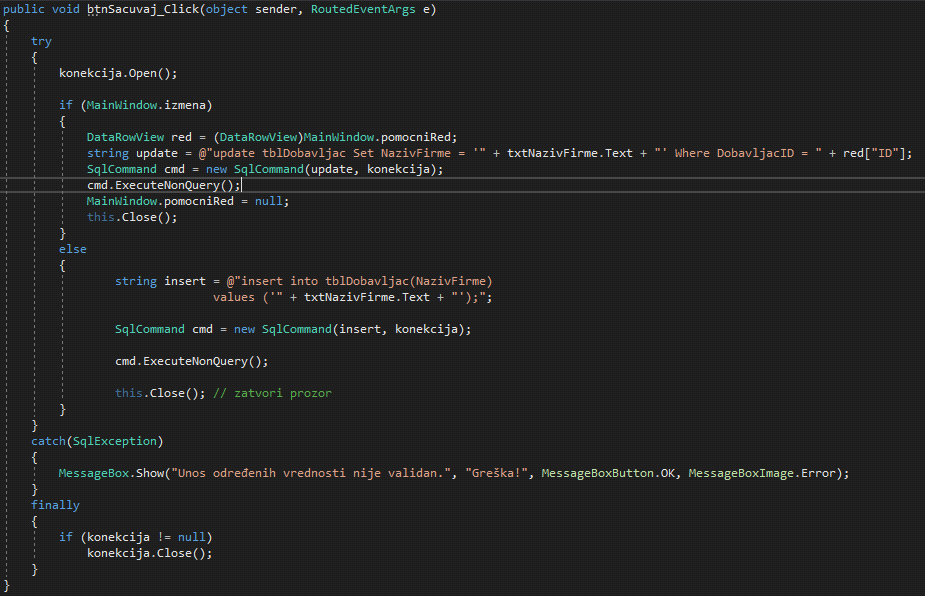 public void btnSacuvaj_Click(object sender, RoutedEventArgs e)
{
    try
    {
        konekcija.Open();

        if (MainWindow.izmena)
        {
            DataRowView red = (DataRowView)MainWindow.pomocniRed;
            string update = @"update tblDobavljac Set NazivFirme = '" + txtNazivFirme.Text + "' Where DobavljacID = " + red["ID"];
            SqlCommand cmd = new SqlCommand(update, konekcija);
            cmd.ExecuteNonQuery();
            MainWindow.pomocniRed = null;
            this.Close();
        }
        else
        {
                string insert = @"insert into tblDobavljac(NazivFirme)
                              values ('" + txtNazivFirme.Text + "');";

                SqlCommand cmd = new SqlCommand(insert, konekcija);

                cmd.ExecuteNonQuery();

                this.Close(); // zatvori prozor
        }
    }
    catch(SqlException)
    {
        MessageBox.Show("Unos određenih vrednosti nije validan.", "Greška!", MessageBoxButton.OK, MessageBoxImage.Error);
    }
    finally
    {
        if (konekcija != null)
            konekcija.Close();
    }
}